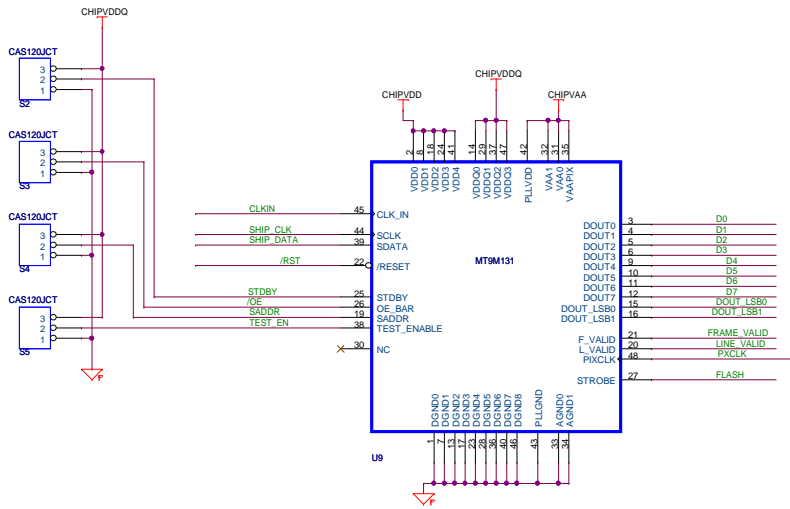 CHIPVDDQ
CAS120JCT
3
2
1
S2
CAS120JCT
3
2
1
S3
CAS120JCT
3
2
1
S4
CAS120JCT
3
2
1
S5
CHIPVDD
CHIPVDDQ
CHIPVAA
2 8 18 24 41 14 29 37 47 42 32 31 35
VDD0 VDD1 VDD2 VDD3 VDD4 VDDQ0 VDDQ1 VDDQ2 VDDQ3 PLLVDD VAA1 VAA0 VAAPIX
CLKIN 45 CLK_IN
SHIP_CLK 44 SCLK
SHIP_DATA 39 SDATA
/RST 22 /RESET
STDBY 25 STDBY
/OE 26 OE_BAR
SADDR 19 SADDR
TEST_EN 38 TEST_ENABLE
30 NC
MT9M131
DOUT0 3 D0
DOUT1 4 D1
DOUT2 5 D2
DOUT3 6 D3
DOUT4 9 D4
DOUT5 10 D5
DOUT6 11 D6
DOUT7 12 D7
DOUT_LSB0 15 DOUT_LSB0
DOUT_LSB1 16 DOUT_LSB1
F_VALID 21 FRAME_VALID
L_VALID 20 LINE_VALID
PIXCLK 48 PXCLK
STROBE 27 FLASH
DGND0 DGND1 DGND2 DGND3 DGND4 DGND5 DGND6 DGND7 DGND8 PLLGND AGND0 AGND1
1 7 13 17 23 28 36 40 46 43 33 34
U9